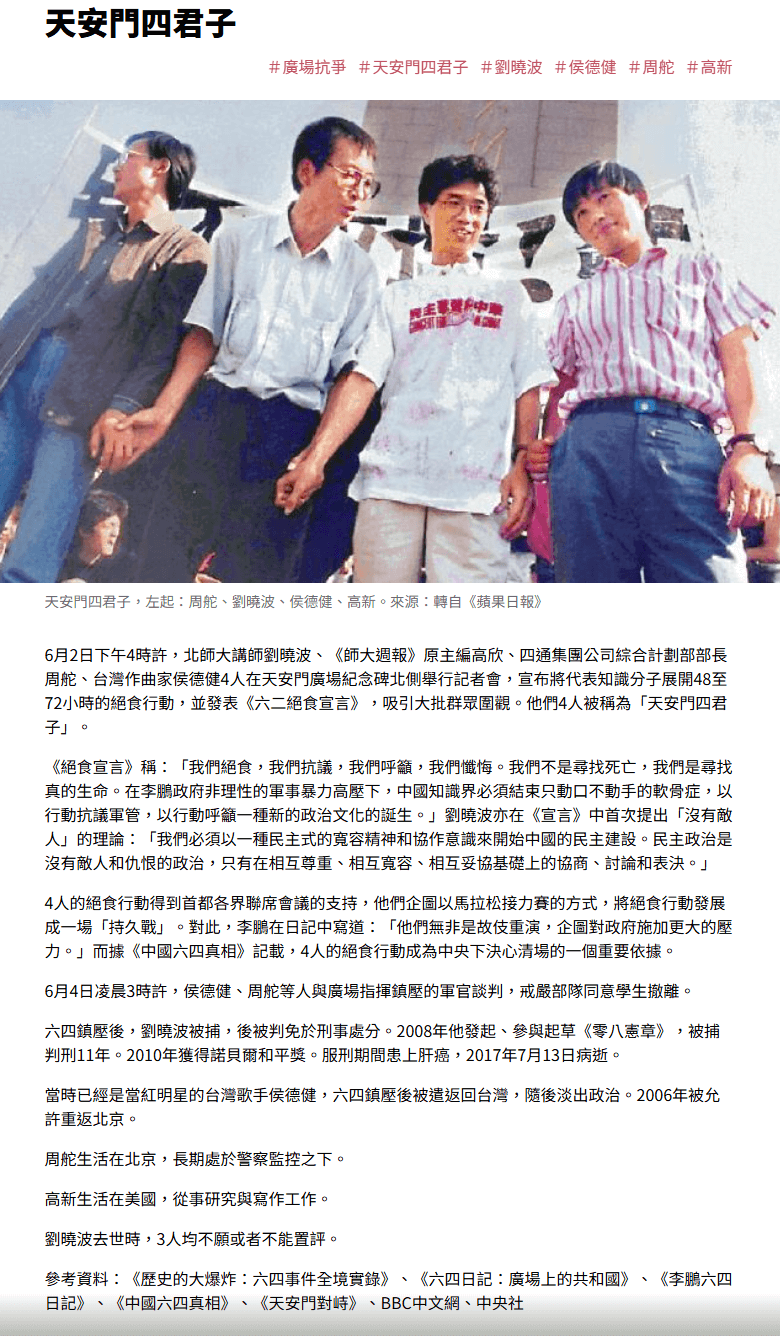 天安門四君子
＃廣場抗爭 ＃天安門四君子 ＃劉曉波 ＃侯德健 ＃周舵 ＃高新
民主歌聲獻中華
CONCERT FOR
IN CHINA
天安門四君子，左起：周舵、劉曉波、侯德健、高新。來源：轉自《蘋果日報》
6月2日下午4時許，北師大講師劉曉波、《師大週報》原主編高欣、四通集團公司綜合計劃部部長
周舵、台灣作曲家侯德健4人在天安門廣場紀念碑北側舉行記者會，宣布將代表知識分子展開48至
72小時的絕食行動，並發表《六二絕食宣言》，吸引大批群眾圍觀。他們4人被稱為「天安門四君
子」。
《絕食宣言》稱：「我們絕食，我們抗議，我們呼籲，我們懺悔。我們不是尋找死亡，我們是尋找
真的生命。在李鵬政府非理性的軍事暴力高壓下，中國知識界必須結束只動口不動手的軟骨症，以
行動抗議軍管，以行動呼籲一種新的政治文化的誕生。」劉曉波亦在《宣言》中首次提出「沒有敵
人」的理論：「我們必須以一種民主式的寬容精神和協作意識來開始中國的民主建設。民主政治是
沒有敵人和仇恨的政治，只有在相互尊重、相互寬容、相互妥協基礎上的協商、討論和表決。」
4人的絕食行動得到首都各界聯席會議的支持，他們企圖以馬拉松接力賽的方式，將絕食行動發展
成一場「持久戰」。對此，李鵬在日記中寫道：「他們無非是故伎重演，企圖對政府施加更大的壓
力。」而據《中國六四真相》記載，4人的絕食行動成為中央下決心清場的一個重要依據。
6月4日凌晨3時許，侯德健、周舵等人與廣場指揮鎮壓的軍官談判，戒嚴部隊同意學生撤離。
六四鎮壓後，劉曉波被捕，後被判免於刑事處分。2008年他發起、參與起草《零八憲章》，被捕
判刑11年。2010年獲得諾貝爾和平獎。服刑期間患上肝癌，2017年7月13日病逝。
當時已經是當紅明星的台灣歌手侯德健，六四鎮壓後被遣返回台灣，隨後淡出政治。2006年被允
許重返北京。
周舵生活在北京，長期處於警察監控之下。
高新生活在美國，從事研究與寫作工作。
劉曉波去世時，3人均不願或者不能置評。
參考資料：《歷史的大爆炸：六四事件全境實錄》、《六四日記：廣場上的共和國》、《李鵬六四
日記》、《中國六四真相》、《天安門對峙》、BBC中文網、中央社